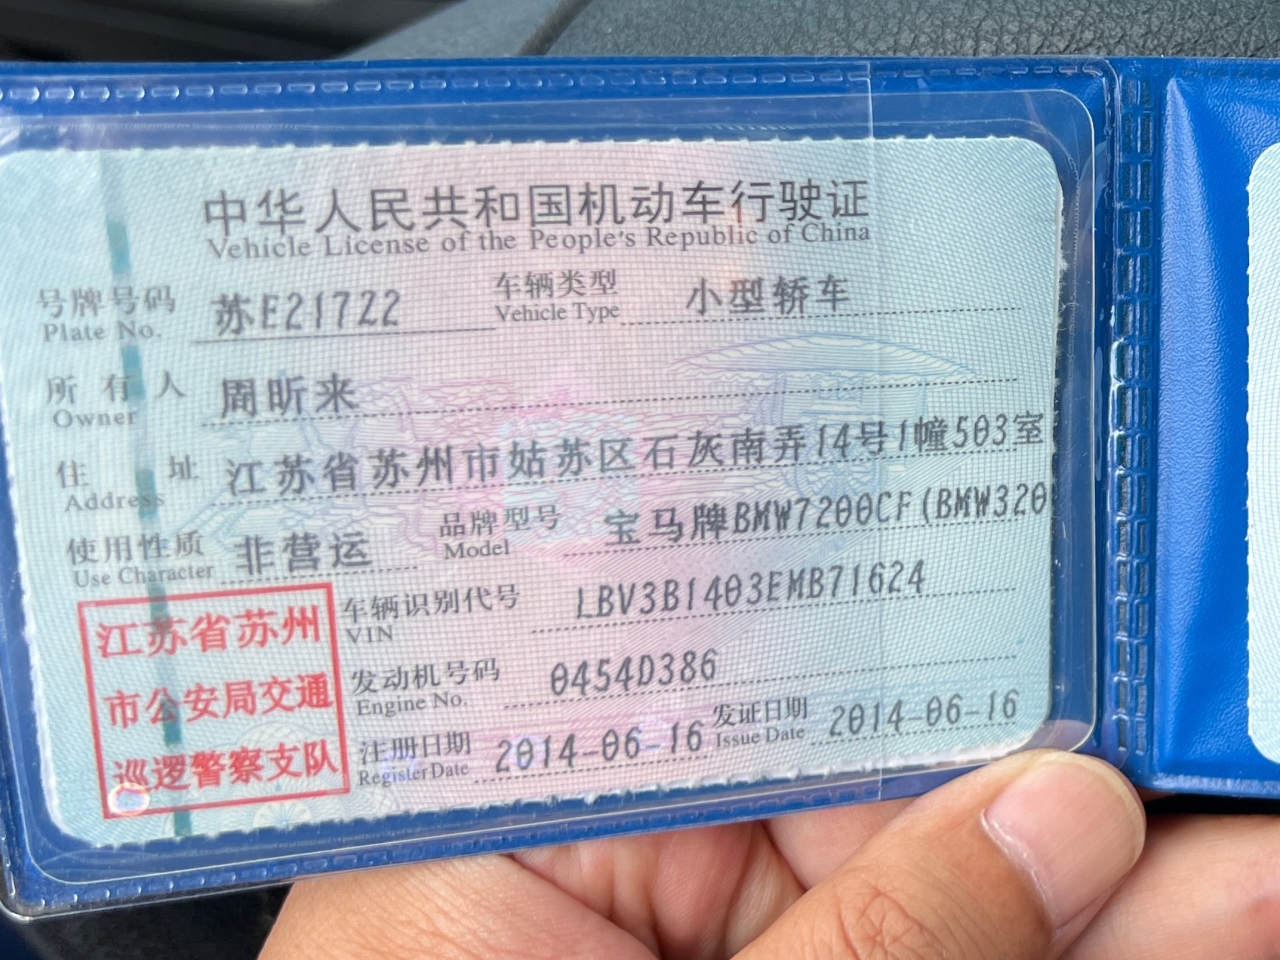 中华人民共和国机动车行驶证
Vehicle License of the People's Republic of China
号牌号码 苏E217Z2 车辆类型 小型轿车
Plate No. Vehicle Type
所有人 周昕来
Owner
住址 江苏省苏州市姑苏区石灰南弄14号1幢503室
Address
使用性质 非营运 品牌型号 宝马牌BMW7200CF(BMW320
Use Character Model
车辆识别代号 LBV3B1403EMB71624
VIN
发动机号码 0454D386
Engine No.
注册日期 2014-06-16 发证日期 2014-06-16
Register Date Issue Date
江苏省苏州
市公安局交通
巡逻警察支队